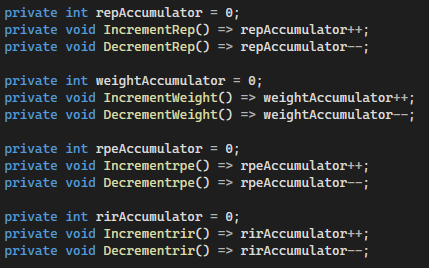 private int repAccumulator = 0;
private void IncrementRep() => repAccumulator++;
private void DecrementRep() => repAccumulator--;

private int weightAccumulator = 0;
private void IncrementWeight() => weightAccumulator++;
private void DecrementWeight() => weightAccumulator--;

private int rpeAccumulator = 0;
private void Incrementrpe() => rpeAccumulator++;
private void Decrementrpe() => rpeAccumulator--;

private int rirAccumulator = 0;
private void Incrementrir() => rirAccumulator++;
private void Decrementrir() => rirAccumulator--;